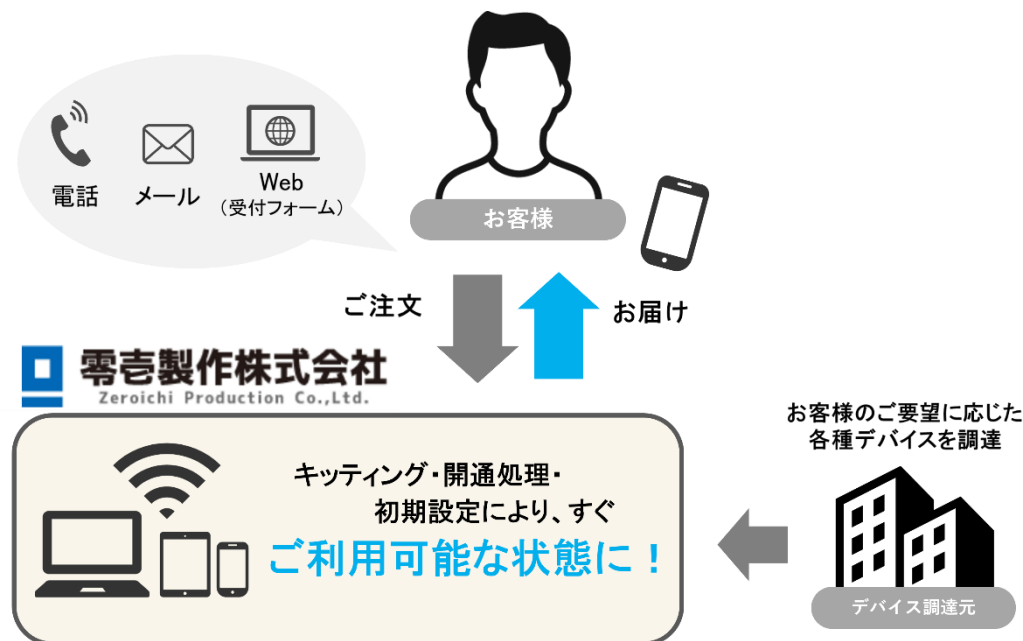 電話
メール
Web
（受付フォーム）
お客様
ご注文
お届け
零壱製作株式会社
Zeroichi Production Co.,Ltd.
お客様のご要望に応じた
各種デバイスを調達
キッティング・開通処理・
初期設定により、すぐ
ご利用可能な状態に！
デバイス調達元